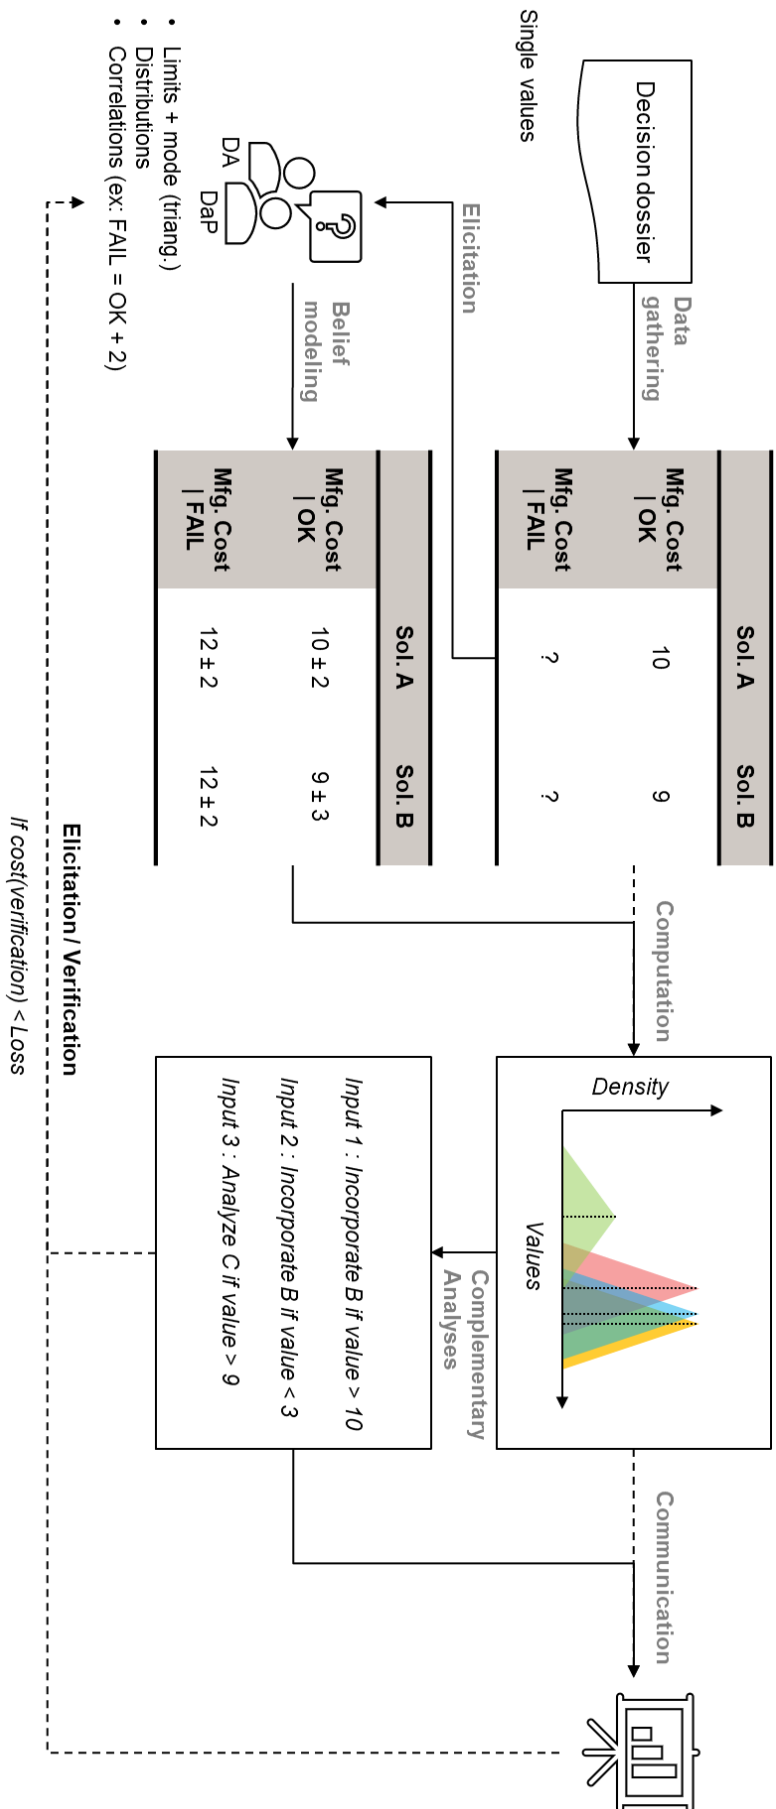 Decision dossier
Single values
Data
gathering
Sol. A Sol. B
Mfg. Cost
| OK
10 9
Mfg. Cost
| FAIL
? ?
Computation
Density
Values
Communication
Elicitation
Complementary
Analyses
DA
DaP
Belief
modeling
Sol. A Sol. B
Mfg. Cost
| OK
10 ± 2 9 ± 3
Mfg. Cost
| FAIL
12 ± 2 12 ± 2
Input 1 : Incorporate B if value > 10
Input 2 : Incorporate B if value < 3
Input 3 : Analyze C if value > 9
• Limits + mode (triang.)
• Distributions
• Correlations (ex: FAIL = OK + 2)
Elicitation / Verification
If cost(verification) < Loss